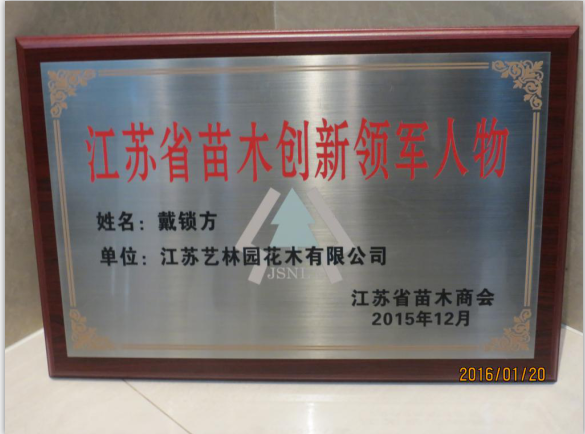 江苏省苗木创新领军人物
姓名：戴锁方
单位：江苏艺林园花木有限公司
江苏省苗木商会
2015年12月
2016/01/20